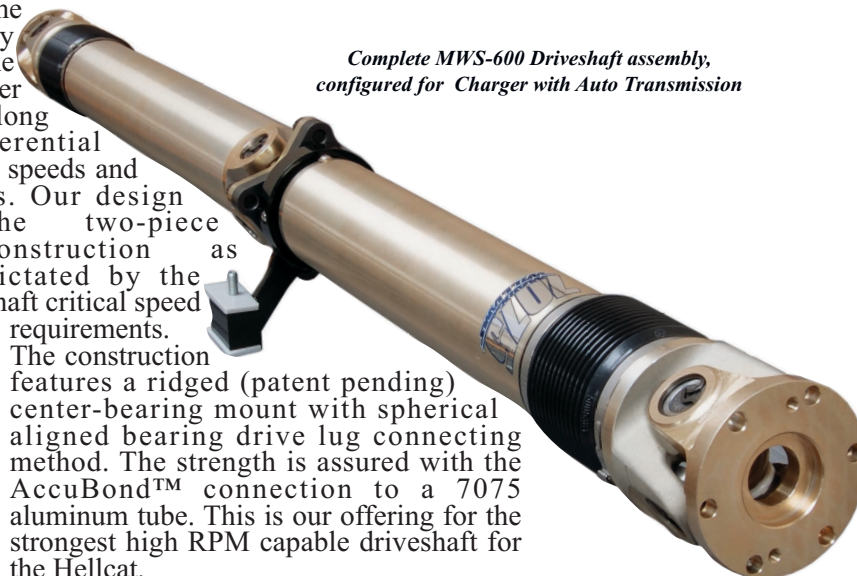 Complete MWS-600 Driveshaft assembly,
configured for Charger with Auto Transmission
long
erential
speeds and
s. Our design
he two-piece
onstruction as
ictated by the
haft critical speed
requirements.
The construction
features a ridged (patent pending)
center-bearing mount with spherical
aligned bearing drive lug connecting
method. The strength is assured with the
AccuBond™ connection to a 7075
aluminum tube. This is our offering for the
strongest high RPM capable driveshaft for
the Hellcat.